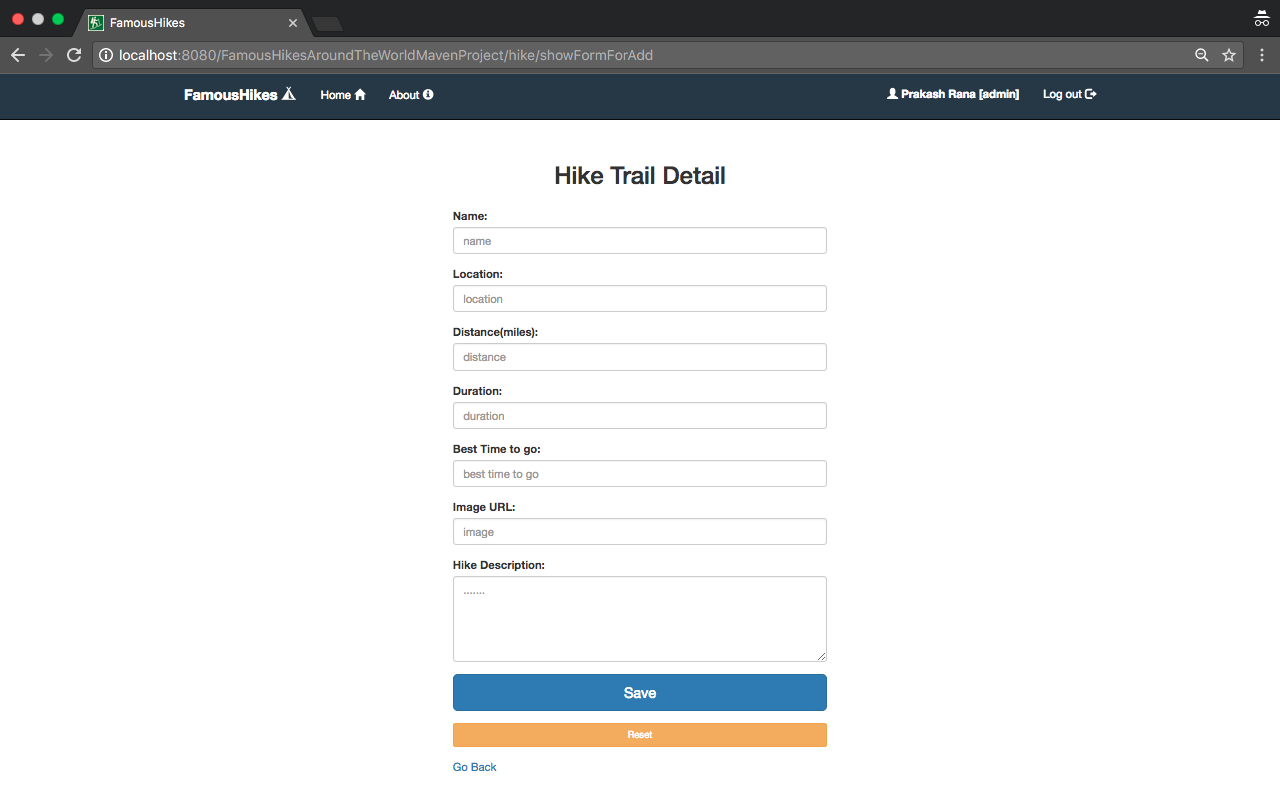 FamousHikes
localhost:8080/FamousHikesAroundTheWorldMavenProject/hike/showFormForAdd
FamousHikes Home About Prakash Rana [admin] Log out
Hike Trail Detail
Name:
name
Location:
location
Distance(miles):
distance
Duration:
duration
Best Time to go:
best time to go
Image URL:
image
Hike Description:
.......
Save
Reset
Go Back